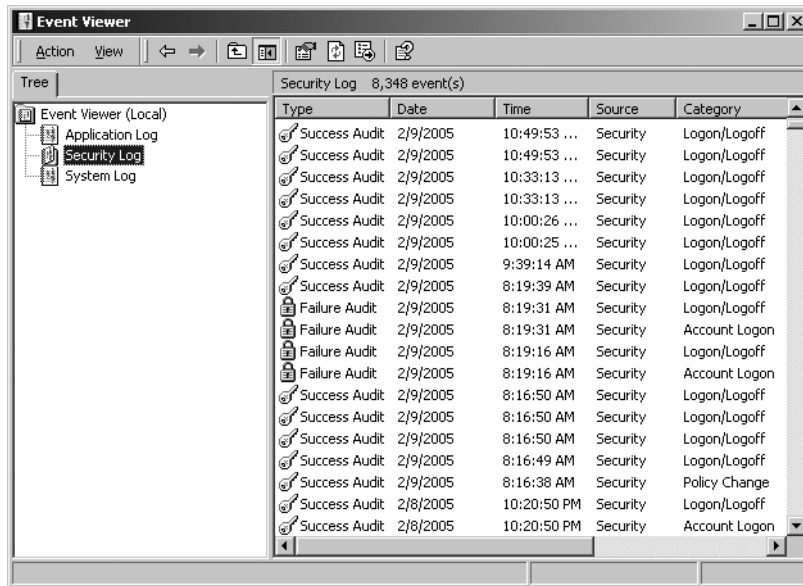 Event Viewer
Action View
Tree
Security Log 8,348 event(s)
Event Viewer (Local)
Application Log
Security Log
System Log
Type Date Time Source Category
Success Audit 2/9/2005 10:49:53 ... Security Logon/Logoff
Success Audit 2/9/2005 10:49:53 ... Security Logon/Logoff
Success Audit 2/9/2005 10:33:13 ... Security Logon/Logoff
Success Audit 2/9/2005 10:33:13 ... Security Logon/Logoff
Success Audit 2/9/2005 10:00:26 ... Security Logon/Logoff
Success Audit 2/9/2005 10:00:25 ... Security Logon/Logoff
Success Audit 2/9/2005 9:39:14 AM Security Logon/Logoff
Success Audit 2/9/2005 8:19:39 AM Security Logon/Logoff
Failure Audit 2/9/2005 8:19:31 AM Security Logon/Logoff
Failure Audit 2/9/2005 8:19:31 AM Security Account Logon
Failure Audit 2/9/2005 8:19:16 AM Security Logon/Logoff
Failure Audit 2/9/2005 8:19:16 AM Security Account Logon
Success Audit 2/9/2005 8:16:50 AM Security Logon/Logoff
Success Audit 2/9/2005 8:16:50 AM Security Logon/Logoff
Success Audit 2/9/2005 8:16:50 AM Security Logon/Logoff
Success Audit 2/9/2005 8:16:49 AM Security Logon/Logoff
Success Audit 2/9/2005 8:16:38 AM Security Policy Change
Success Audit 2/8/2005 10:20:50 PM Security Logon/Logoff
Success Audit 2/8/2005 10:20:50 PM Security Account Logon